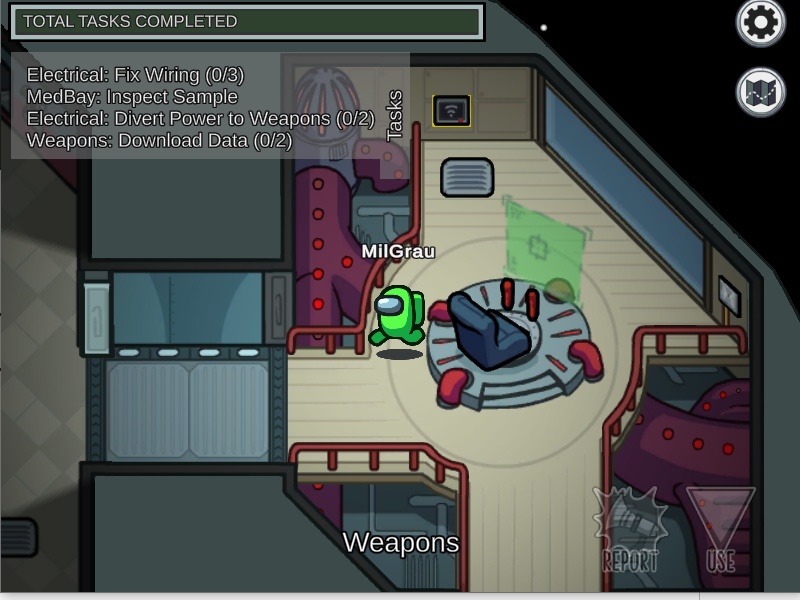 TOTAL TASKS COMPLETED
Electrical: Fix Wiring (0/3)
MedBay: Inspect Sample
Electrical: Divert Power to Weapons (0/2)
Weapons: Download Data (0/2)
Tasks
MilGrau
Weapons
REPORT
USE